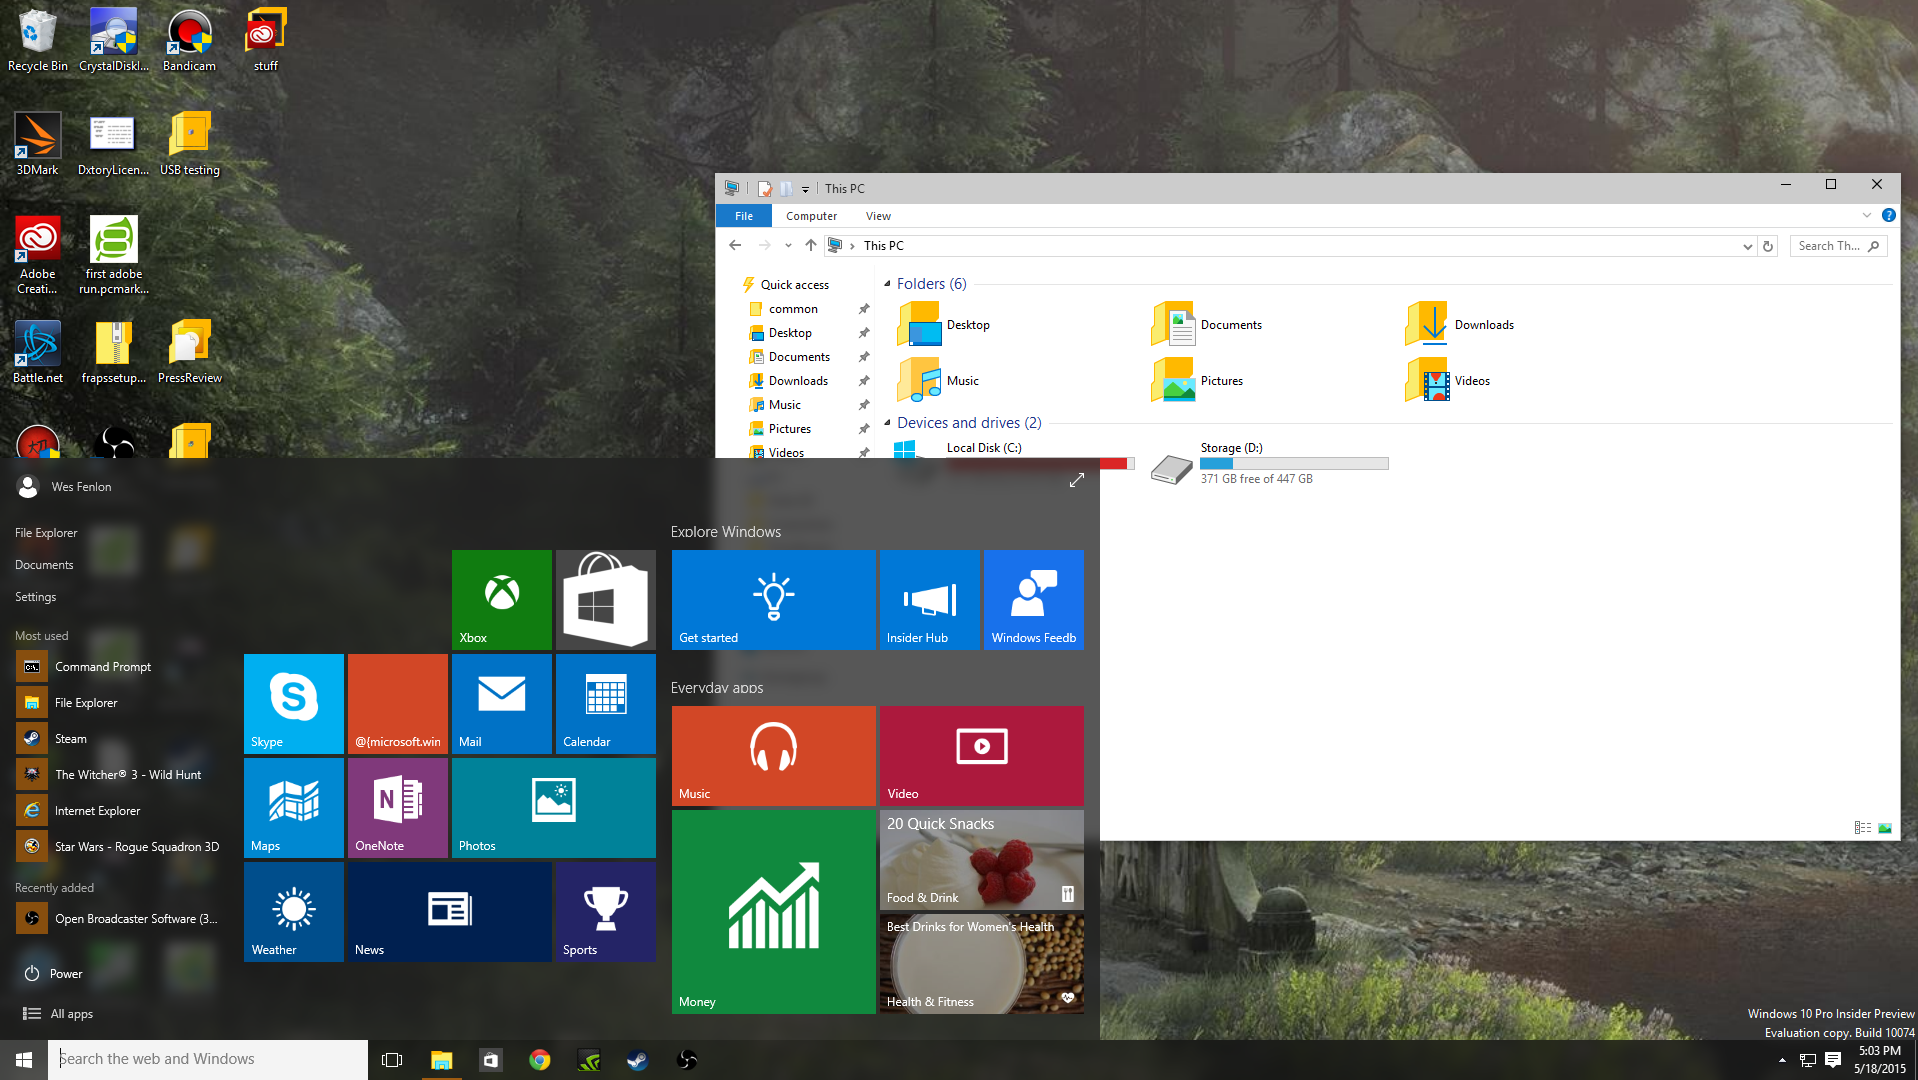 Recycle Bin
CrystalDiskI...
Bandicam
stuff
3DMark
DxtoryLicen...
USB testing
Adobe
Creati...
first adobe
run.pcmark...
Battle.net
frapssetup...
PressReview
This PC
File
Computer
View
This PC
Search Th...
Quick access
common
Desktop
Documents
Downloads
Music
Pictures
Videos
Folders (6)
Desktop
Documents
Downloads
Music
Pictures
Videos
Devices and drives (2)
Local Disk (C:)
Storage (D:)
371 GB free of 447 GB
Wes Fenlon
File Explorer
Documents
Settings
Most used
Command Prompt
File Explorer
Steam
The Witcher® 3 - Wild Hunt
Internet Explorer
Star Wars - Rogue Squadron 3D
Recently added
Open Broadcaster Software (3...
Power
All apps
Xbox
Skype
@{microsoft.win
Mail
Calendar
Maps
OneNote
Photos
Weather
News
Sports
Explore Windows
Get started
Insider Hub
Windows Feedb
Everyday apps
Music
Video
Money
20 Quick Snacks
Food & Drink
Best Drinks for Women's Health
Health & Fitness
Windows 10 Pro Insider Preview
Evaluation copy. Build 10074
Search the web and Windows
5:03 PM
5/18/2015